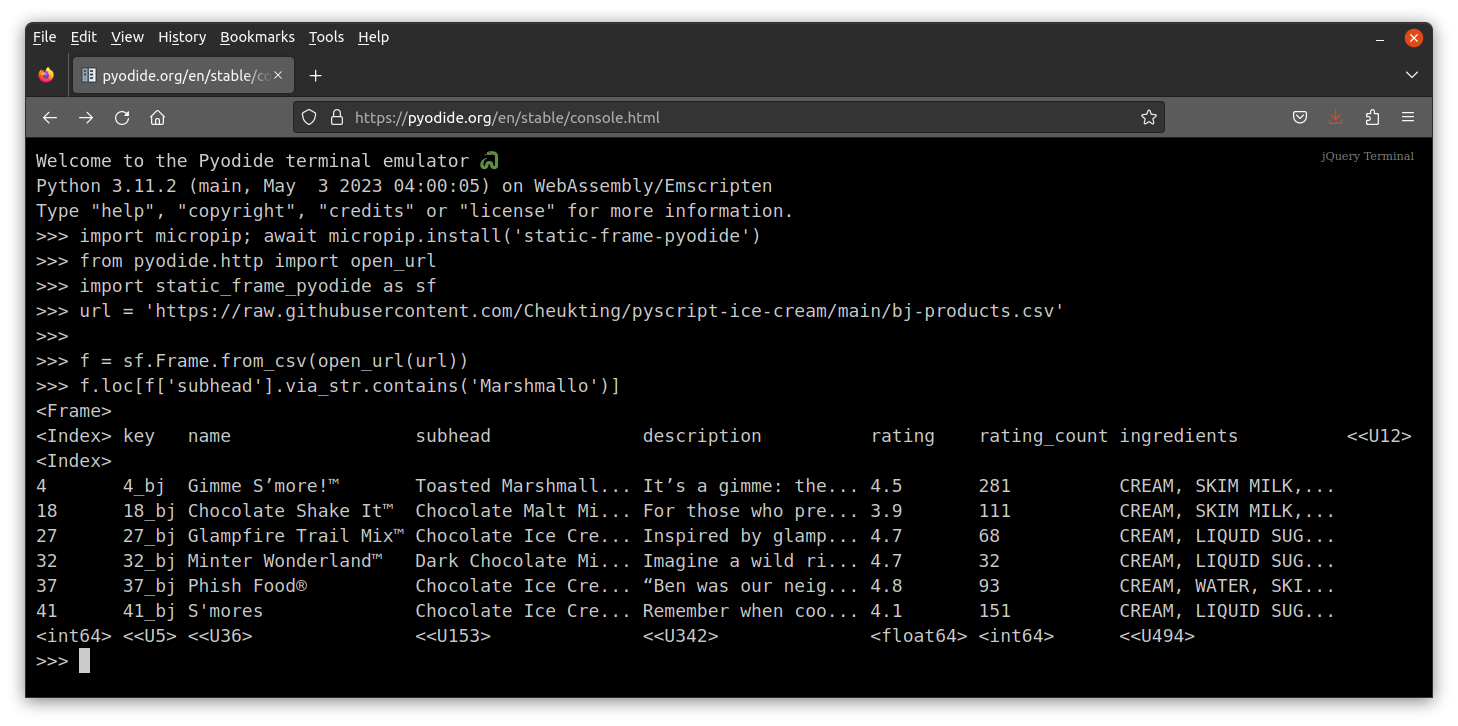 File Edit View History Bookmarks Tools Help
pyodide.org/en/stable/co
https://pyodide.org/en/stable/console.html
jQuery Terminal
Welcome to the Pyodide terminal emulator 🐍
Python 3.11.2 (main, May  3 2023 04:00:05) on WebAssembly/Emscripten
Type "help", "copyright", "credits" or "license" for more information.
>>> import micropip; await micropip.install('static-frame-pyodide')
>>> from pyodide.http import open_url
>>> import static_frame_pyodide as sf
>>> url = 'https://raw.githubusercontent.com/Cheukting/pyscript-ice-cream/main/bj-products.csv'
>>>
>>> f = sf.Frame.from_csv(open_url(url))
>>> f.loc[f['subhead'].via_str.contains('Marshmallo')]
<Frame>
<Index> key   name                 subhead              description          rating    rating_count ingredients          <<U12>
<Index>
4       4_bj  Gimme S’more!™       Toasted Marshmall... It’s a gimme: the... 4.5       281          CREAM, SKIM MILK,...
18      18_bj Chocolate Shake It™  Chocolate Malt Mi... For those who pre... 3.9       111          CREAM, SKIM MILK,...
27      27_bj Glampfire Trail Mix™ Chocolate Ice Cre... Inspired by glamp... 4.7       68           CREAM, LIQUID SUG...
32      32_bj Minter Wonderland™   Dark Chocolate Mi... Imagine a wild ri... 4.7       32           CREAM, LIQUID SUG...
37      37_bj Phish Food®          Chocolate Ice Cre... “Ben was our neig... 4.8       93           CREAM, WATER, SKI...
41      41_bj S'mores              Chocolate Ice Cre... Remember when coo... 4.1       151          CREAM, LIQUID SUG...
<int64> <<U5> <<U36>               <<U153>              <<U342>              <float64> <int64>      <<U494>
>>>